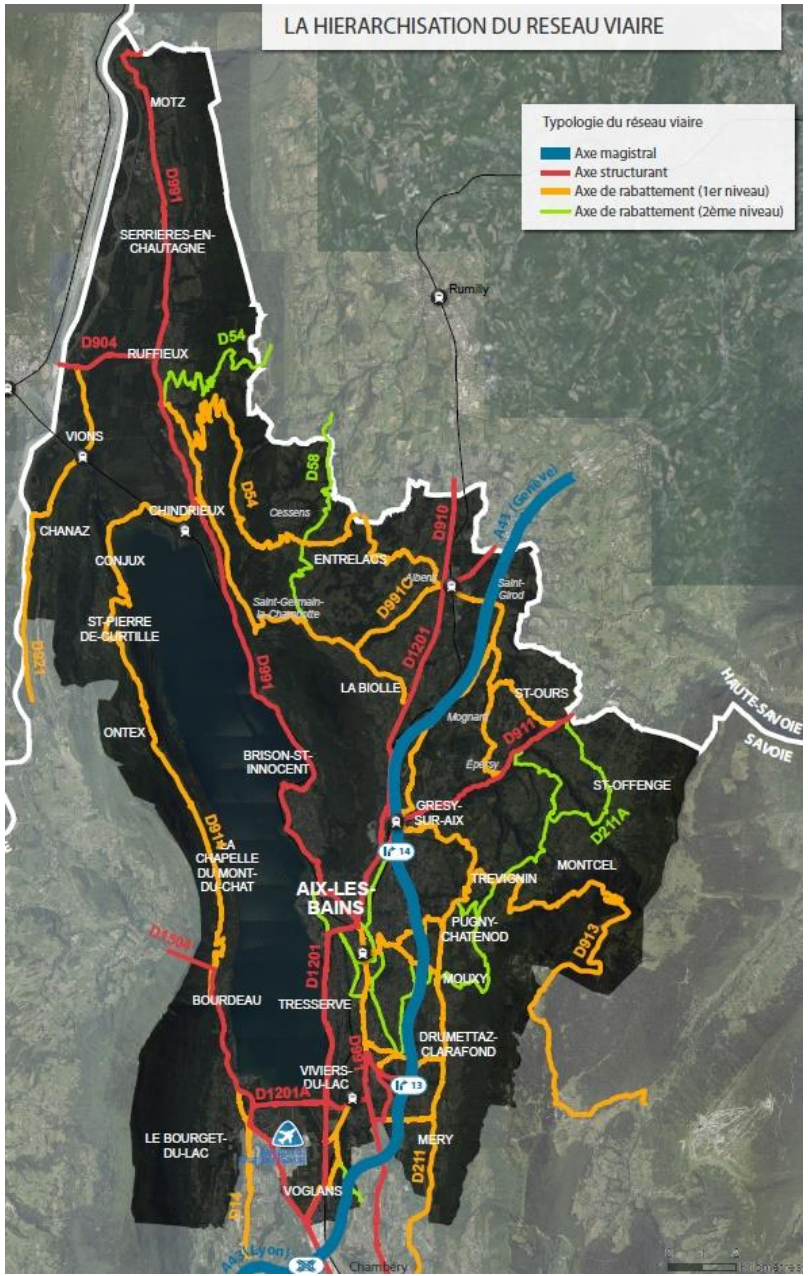 LA HIERARCHISATION DU RESEAU VIAIRE
Typologie du réseau viaire
Axe magistral
Axe structurant
Axe de rabattement (1er niveau)
Axe de rabattement (2ème niveau)
MOTZ
D991
SERRIERES-EN-
CHAUTAGNE
Rumilly
D904
RUFFIEUX
D54
VIONS
D58
D54
CHINDRIEUX
Cessens
D910
A41 (Genève)
CHANAZ
CONJUX
ENTRELACS
Albens
Saint-
Girod
D991C
Saint-Germain-
la-Chambotte
ST-PIERRE
DE-CURTILLE
D921
D991
D1201
LA BIOLLE
ST-OURS
HAUTE-SAVOIE
SAVOIE
Mognard
D911
ONTEX
BRISON-ST-
INNOCENT
Épersy
ST-OFFENGE
D211A
GRESY-
SUR-AIX
14
LA
CHAPELLE
DU MONT-
DU-CHAT
MONTCEL
TREVIGNIN
AIX-LES-
BAINS
PUGNY-
CHATENOD
D913
D1504
D1201
MOUXY
BOURDEAU
TRESSERVE
DRUMETTAZ-
CLARAFOND
D991
VIVIERS-
DU-LAC
13
D1201A
LE BOURGET-
DU-LAC
MERY
D211
VOGLANS
D14
A43 (Lyon)
Chambéry
Kilomètres